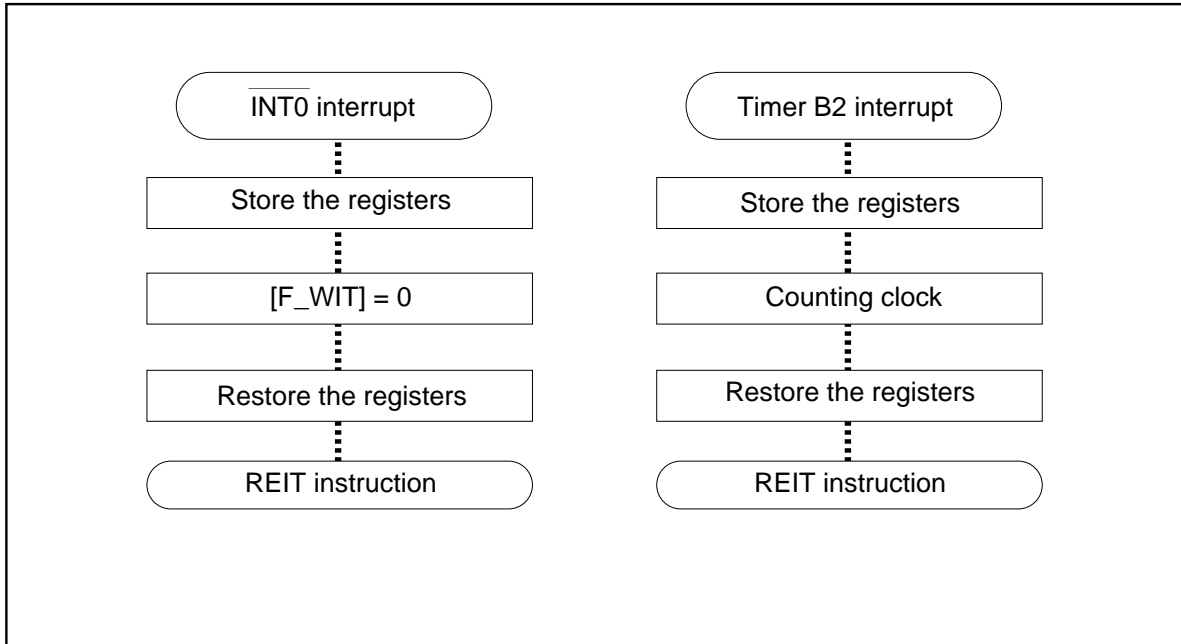 INT0 interrupt
Store the registers
[F_WIT] = 0
Restore the registers
REIT instruction
Timer B2 interrupt
Store the registers
Counting clock
Restore the registers
REIT instruction